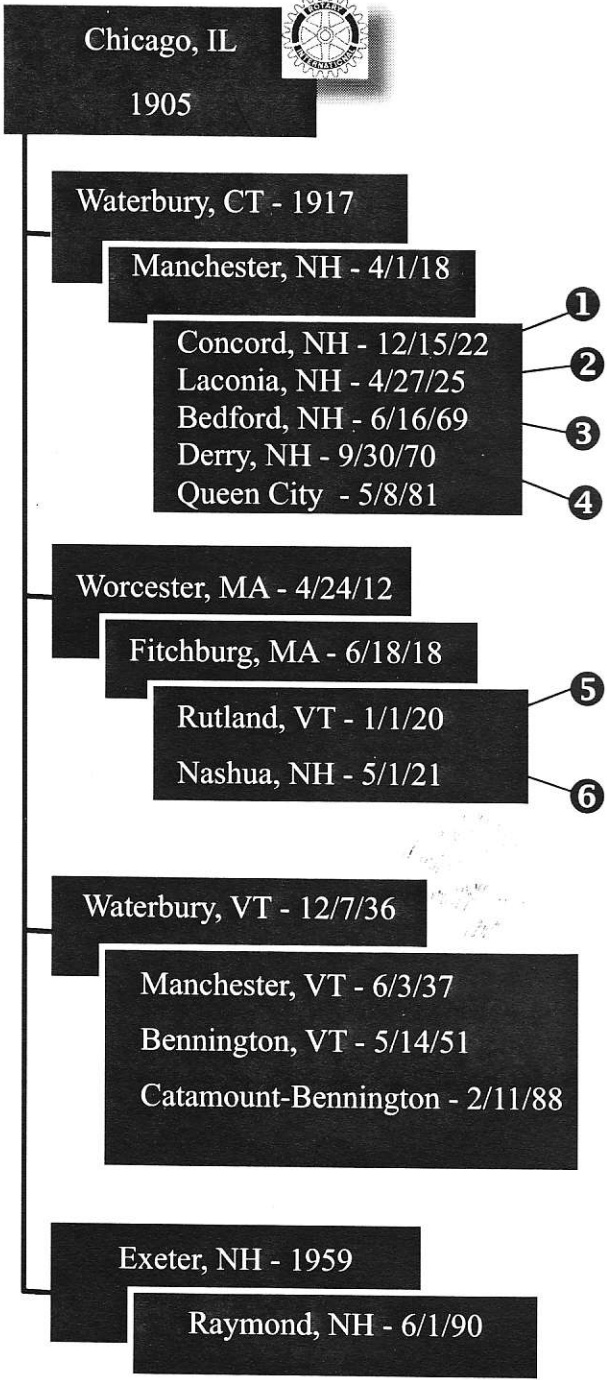 Chicago, IL
ROTARY
INTERNATIONAL
1905
Waterbury, CT - 1917
Manchester, NH - 4/1/18
Concord, NH - 12/15/22
Laconia, NH - 4/27/25
Bedford, NH - 6/16/69
Derry, NH - 9/30/70
Queen City - 5/8/81
1
2
3
4
Worcester, MA - 4/24/12
Fitchburg, MA - 6/18/18
Rutland, VT - 1/1/20
Nashua, NH - 5/1/21
5
6
Waterbury, VT - 12/7/36
Manchester, VT - 6/3/37
Bennington, VT - 5/14/51
Catamount-Bennington - 2/11/88
Exeter, NH - 1959
Raymond, NH - 6/1/90